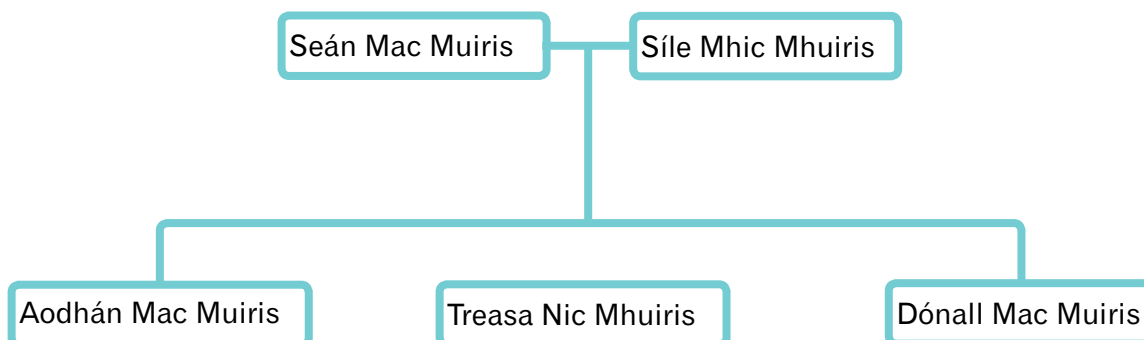 Seán Mac Muiris
Síle Mhic Mhuiris
Aodhán Mac Muiris
Treasa Nic Mhuiris
Dónall Mac Muiris